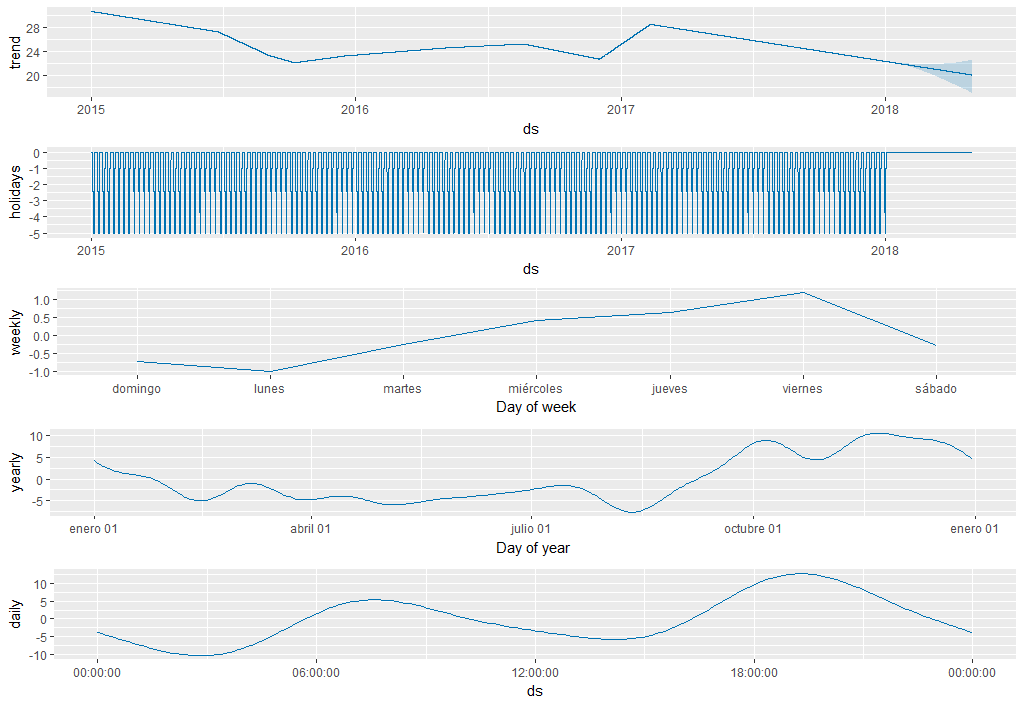 trend
28
24
20
2015 2016 2017 2018
ds
holidays
0
-1
-2
-3
-4
-5
2015 2016 2017 2018
ds
weekly
1.0
0.5
0.0
-0.5
-1.0
domingo lunes martes miércoles jueves viernes sábado
Day of week
yearly
10
5
0
-5
enero 01 abril 01 julio 01 octubre 01 enero 01
Day of year
daily
10
5
0
-5
-10
00:00:00 06:00:00 12:00:00 18:00:00 00:00:00
ds